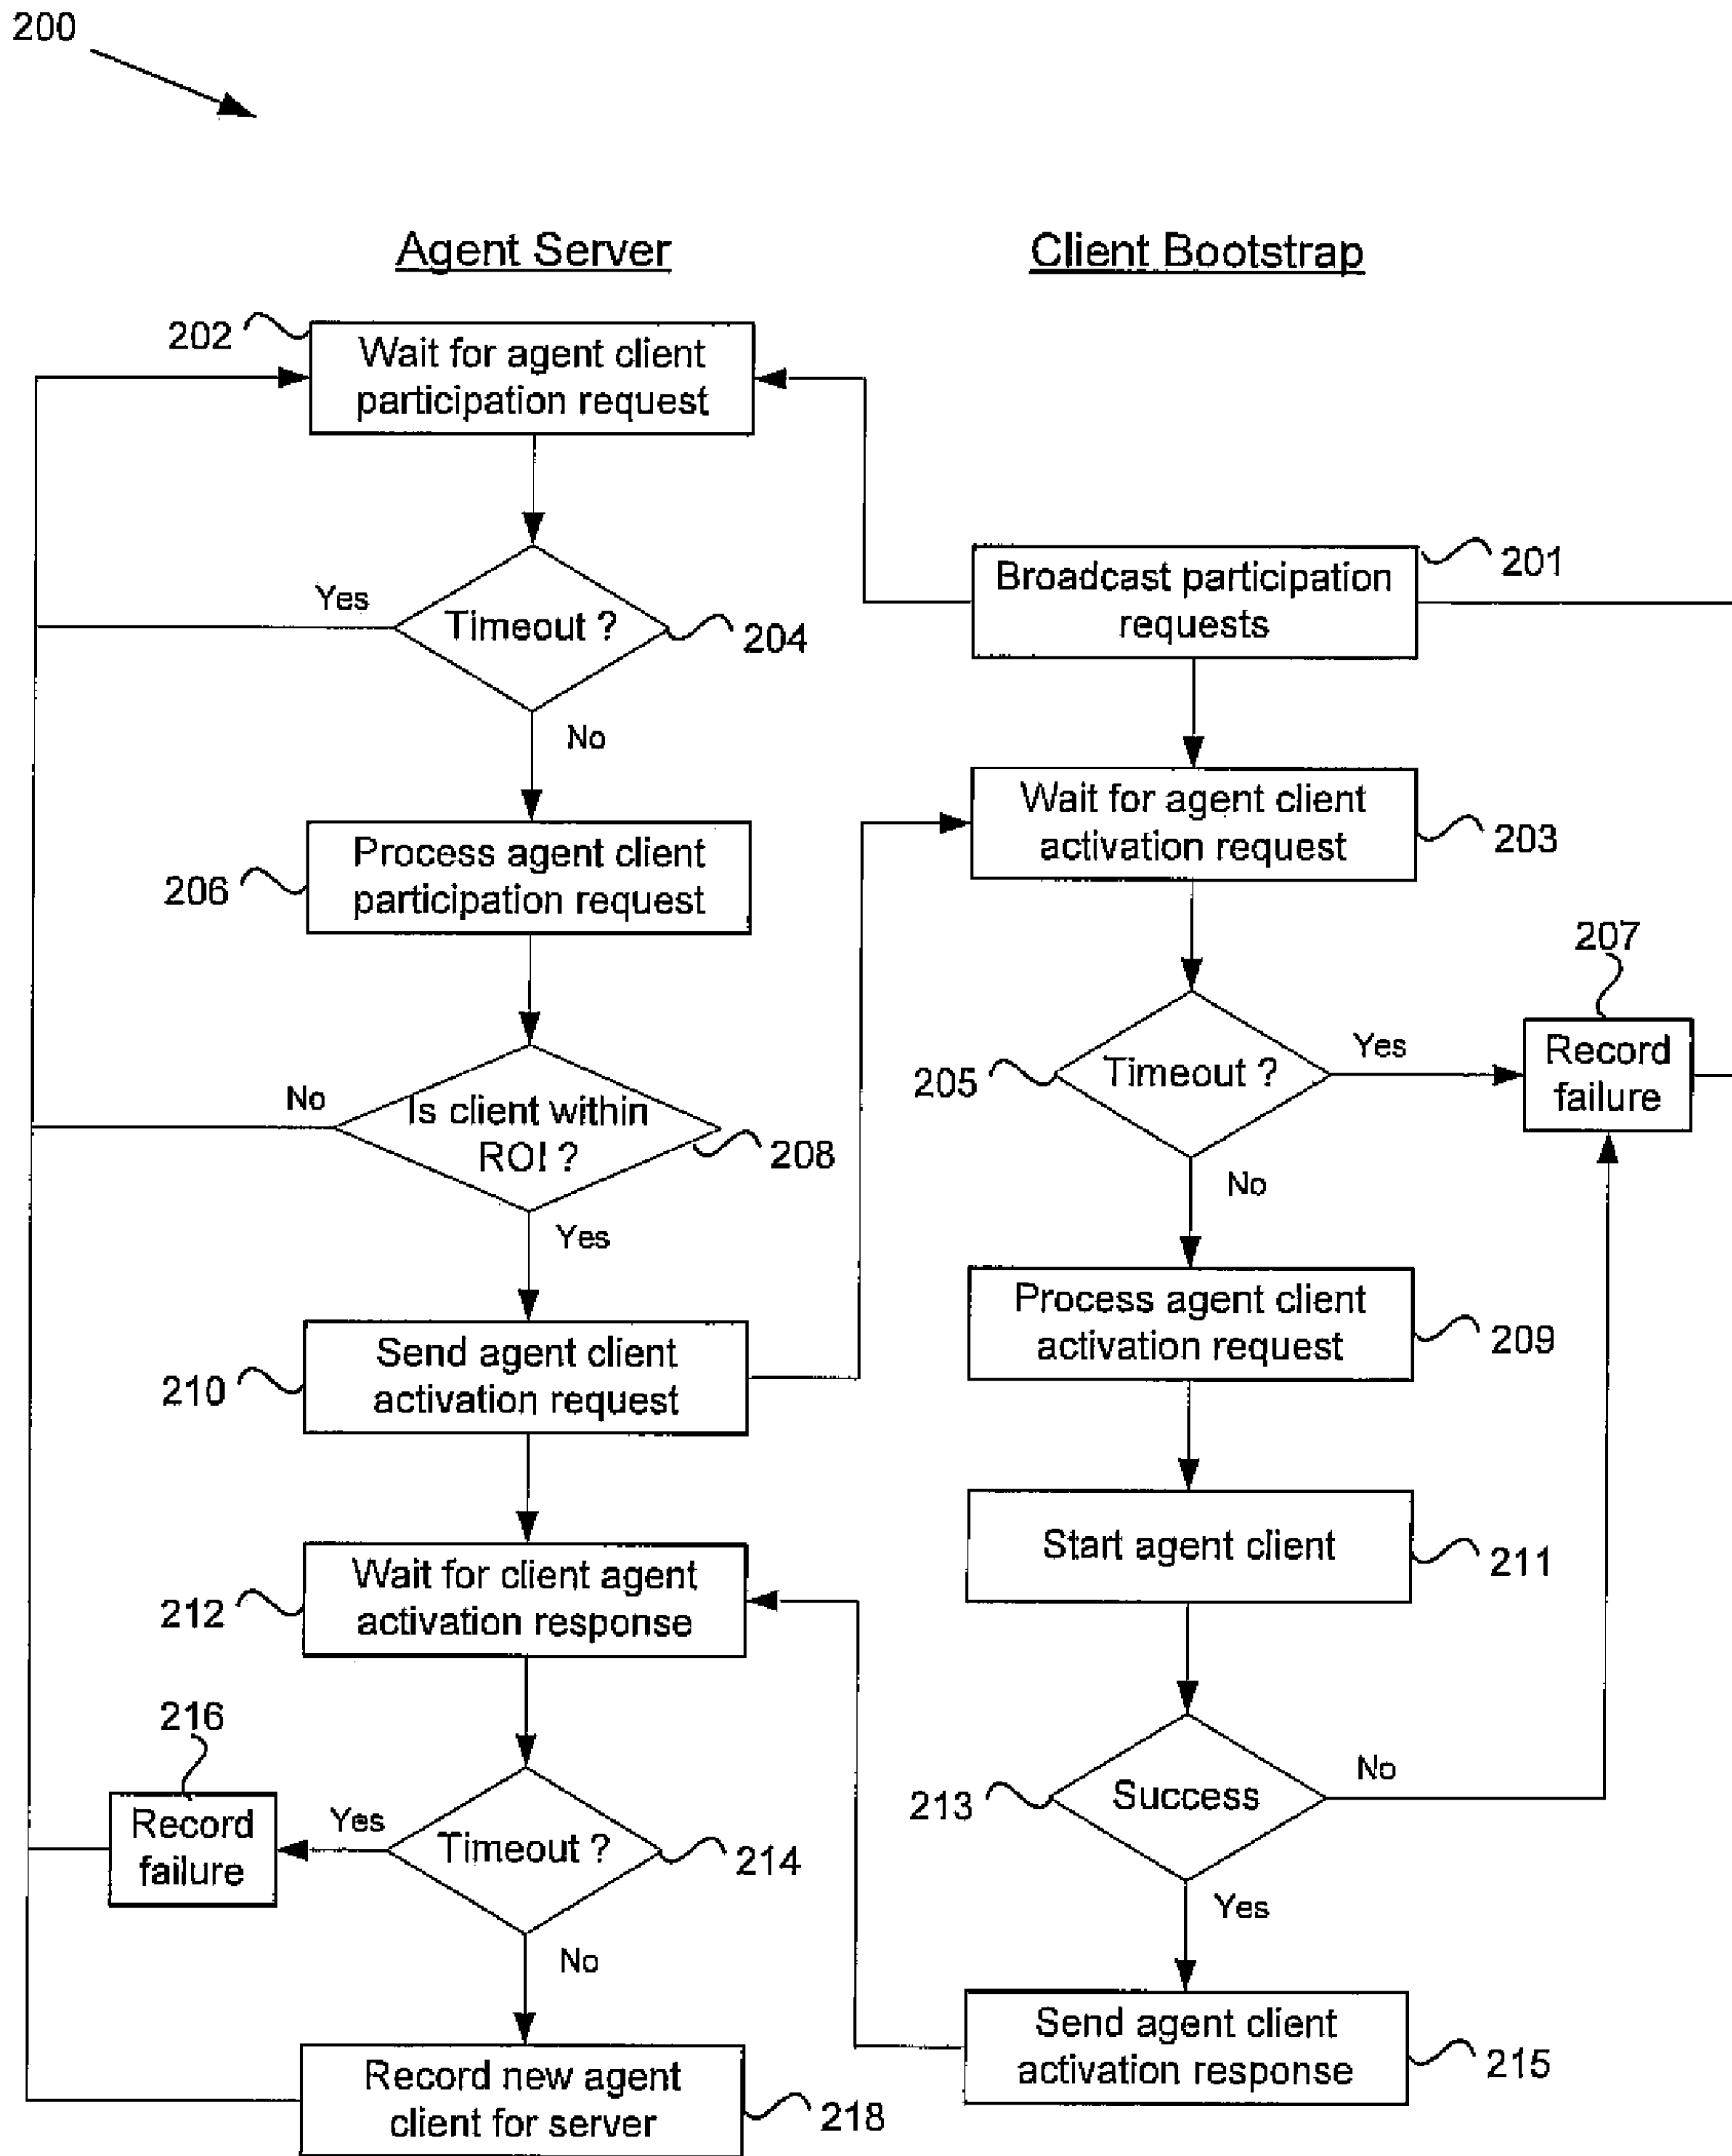 200
Agent Server
Client Bootstrap
202
Wait for agent client
participation request
Broadcast participation
requests
201
Yes
Timeout ?
204
No
Wait for agent client
activation request
203
Process agent client
participation request
206
207
Record
failure
Yes
Timeout ?
205
No
No
Is client within
ROI ?
208
Yes
Process agent client
activation request
209
Send agent client
activation request
210
Start agent client
211
Wait for client agent
activation response
212
216
Record
failure
Yes
Timeout ?
214
No
213
Success
No
Yes
Send agent client
activation response
215
Record new agent
client for server
218